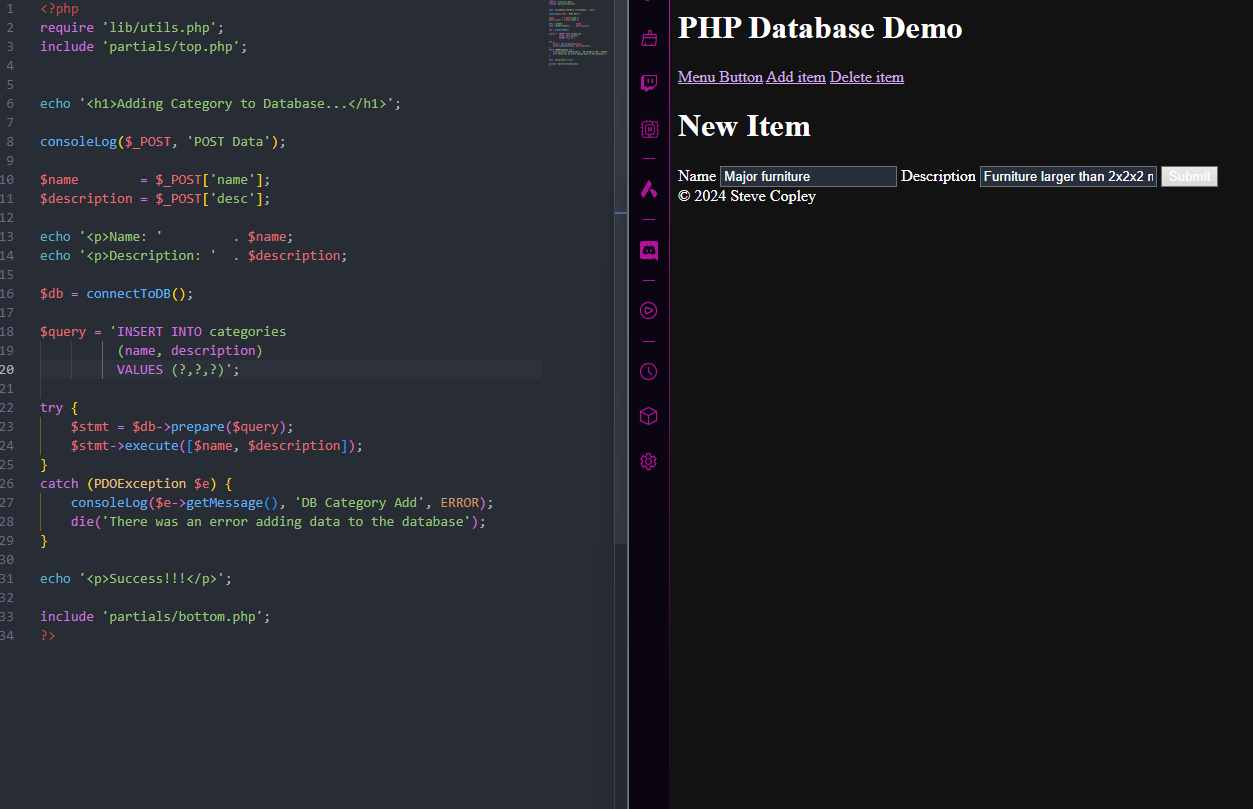 1 <?php
2 require 'lib/utils.php';
3 include 'partials/top.php';
4
5
6 echo '<h1>Adding Category to Database...</h1>';
7
8 consoleLog($_POST, 'POST Data');
9
10 $name        = $_POST['name'];
11 $description = $_POST['desc'];
12
13 echo '<p>Name: '         . $name;
14 echo '<p>Description: '  . $description;
15
16 $db = connectToDB();
17
18 $query = 'INSERT INTO categories
19           (name, description)
20           VALUES (?,?,?)';
21
22 try {
23     $stmt = $db->prepare($query);
24     $stmt->execute([$name, $description]);
25 }
26 catch (PDOException $e) {
27     consoleLog($e->getMessage(), 'DB Category Add', ERROR);
28     die('There was an error adding data to the database');
29 }
30
31 echo '<p>Success!!!</p>';
32
33 include 'partials/bottom.php';
34 ?>
PHP Database Demo
Menu Button Add item Delete item
New Item
Name Major furniture Description Furniture larger than 2x2x2 Submit
© 2024 Steve Copley